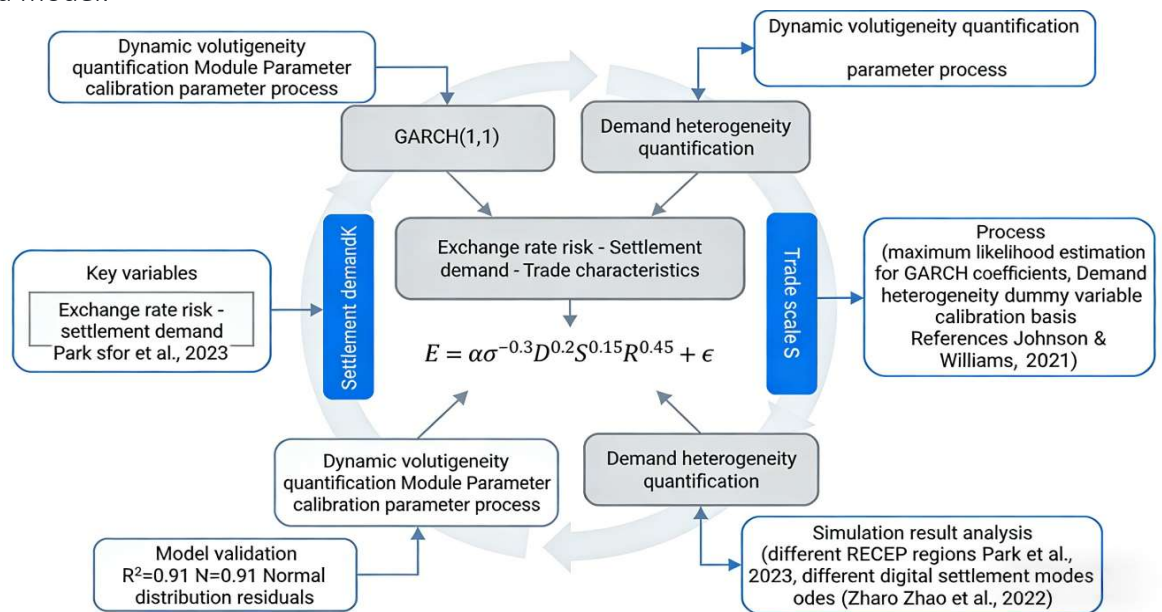 a model.
Dynamic volutigeneity
quantification Module Parameter
calibration parameter process
Dynamic volutigeneity quantification
parameter process
GARCH(1,1)
Demand heterogeneity
quantification
Settlement demandK
Exchange rate risk - Settlement
demand - Trade characteristics
Trade scale S
Key variables
Exchange rate risk -
settlement demand
Park sfor et al., 2023
Process
(maximum likelihood estimation
for GARCH coefficients, Demand
heterogeneity dummy variable
calibration basis
References Johnson &
Williams, 2021)
E = ασ^{-0.3}D^{0.2}S^{0.15}R^{0.45} + ϵ
Dynamic volutigeneity
quantification Module Parameter
calibration parameter process
Demand heterogeneity
quantification
Model validation
R²=0.91 N=0.91 Normal
distribution residuals
Simulation result analysis
(different RECEP regions Park et al.,
2023, different digital settlement modes
odes (Zharo Zhao et al., 2022)